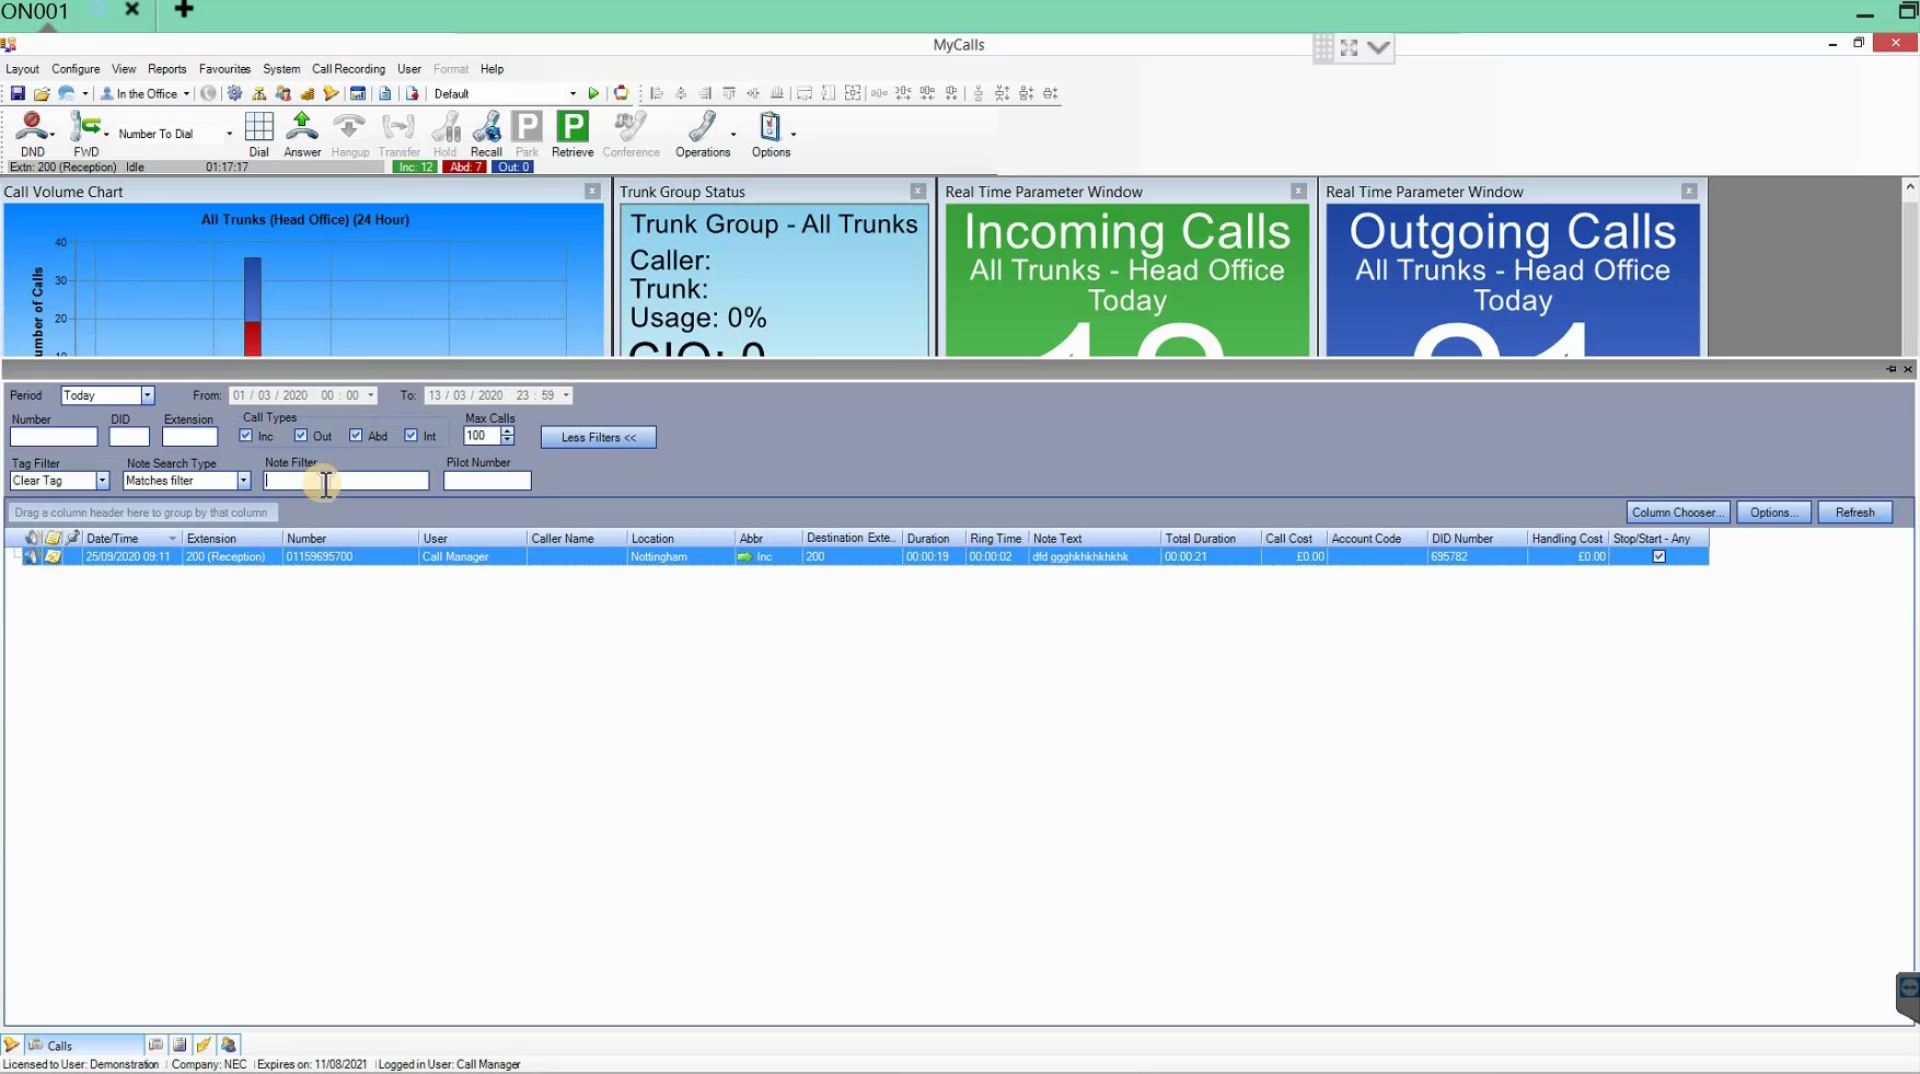 ON001
MyCalls
Layout Configure View Reports Favourites System Call Recording User Format Help
In the Office Default
Number To Dial
DND FWD Dial Answer Hangup Transfer Hold Recall Park Retrieve Conference Operations Options
Extn: 200 (Reception) Idle 01:17:17 Inc: 12 Abd: 7 Out: 0
Call Volume Chart
All Trunks (Head Office) (24 Hour)
40
30
20
10
Trunk Group Status
Trunk Group - All Trunks
Caller:
Trunk:
Usage: 0%
CIQ: 0
Real Time Parameter Window
Incoming Calls
All Trunks - Head Office
Today
Real Time Parameter Window
Outgoing Calls
All Trunks - Head Office
Today
Period Today From: 01 / 03 / 2020 00 : 00 To: 13 / 03 / 2020 23 : 59
Number DID Extension Call Types Max Calls
Inc Out Abd Int 100 Less Filters <<
Tag Filter Note Search Type Note Filter Pilot Number
Clear Tag Matches filter
Drag a column header here to group by that column Column Chooser... Options... Refresh
Date/Time Extension Number User Caller Name Location Abbr Destination Exte... Duration Ring Time Note Text Total Duration Call Cost Account Code DID Number Handling Cost Stop/Start - Any
25/09/2020 09:11 200 (Reception) 01159695700 Call Manager Nottingham Inc 200 00:00:19 00:00:02 dfd ggghkhkhkhkhk 00:00:21 £0.00 695782 £0.00
Calls
Licensed to User: Demonstration Company: NEC Expires on: 11/08/2021 Logged in User: Call Manager